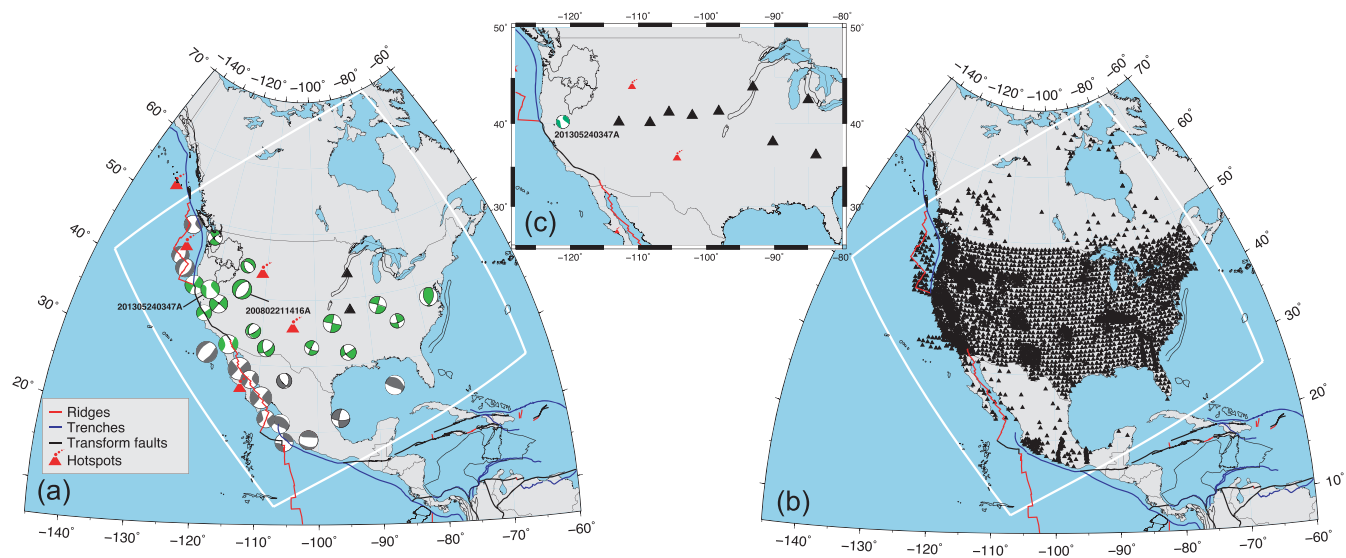 −140° −120° −100° −80° −60°
70°
60°
50°
40°
30°
20°
201305240347A
200802211416A
Ridges
Trenches
Transform faults
Hotspots
(a)
−140° −130° −120° −110° −100° −90° −80° −70° −60°
−120° −110° −100° −90° −80°
50° 50°
40° 40°
30° 30°
201305240347A
(c)
−120° −110° −100° −90° −80°
−140° −120° −100° −80° −60°
70°
60°
50°
40°
30°
20°
10°
(b)
−140° −130° −120° −110° −100° −90° −80° −70° −60°